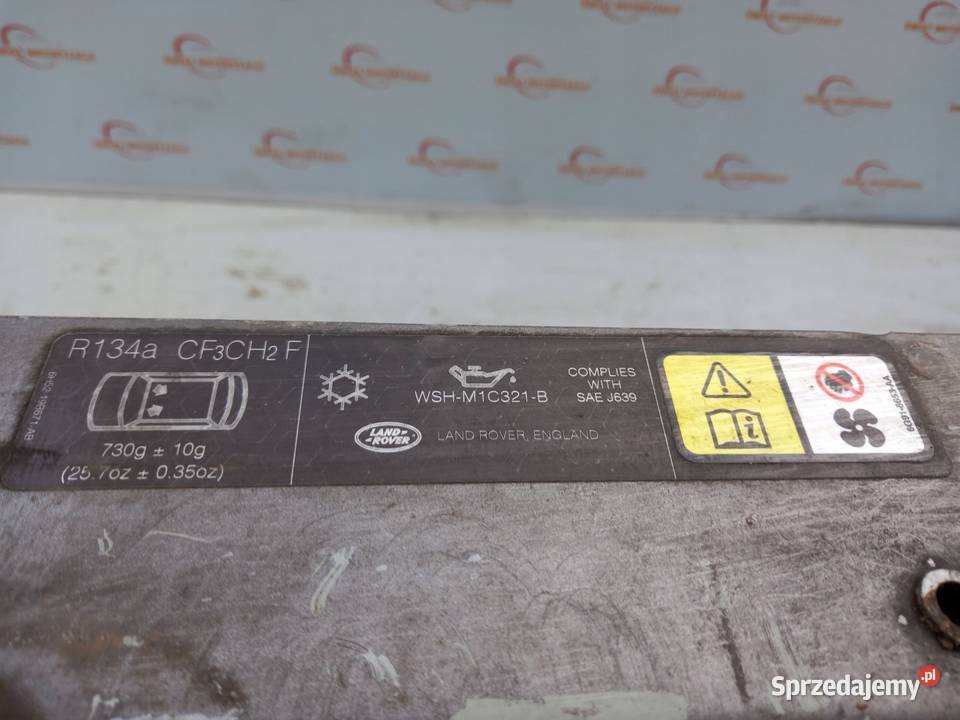 R134a CF3CH2F
730g ± 10g
(25.7oz ± 0.35oz)
WSH-M1C321-B
COMPLIES
WITH
SAE J639
LAND-
-ROVER
LAND ROVER, ENGLAND
Sprzedajemy.pl